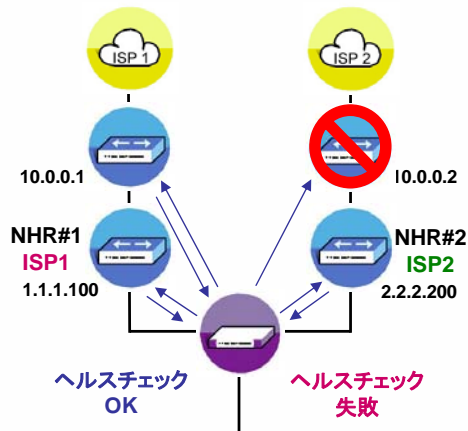 ISP 1
ISP 2
10.0.0.1
10.0.0.2
NHR#1
ISP1
1.1.1.100
NHR#2
ISP2
2.2.2.200
ヘルスチェック
OK
ヘルスチェック
失敗